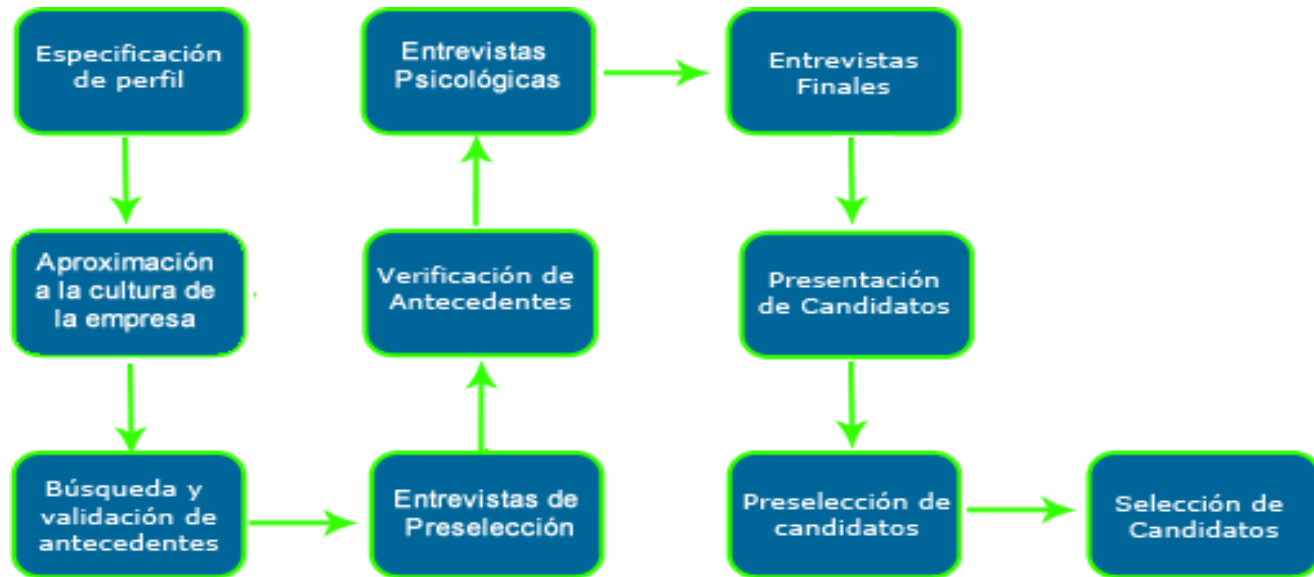 Especificación
de perfil
Aproximación
a la cultura de
la empresa
Búsqueda y
validación de
antecedentes
Entrevistas de
Preselección
Verificación de
Antecedentes
Entrevistas
Psicológicas
Entrevistas
Finales
Presentación
de Candidatos
Preselección de
candidatos
Selección de
Candidatos